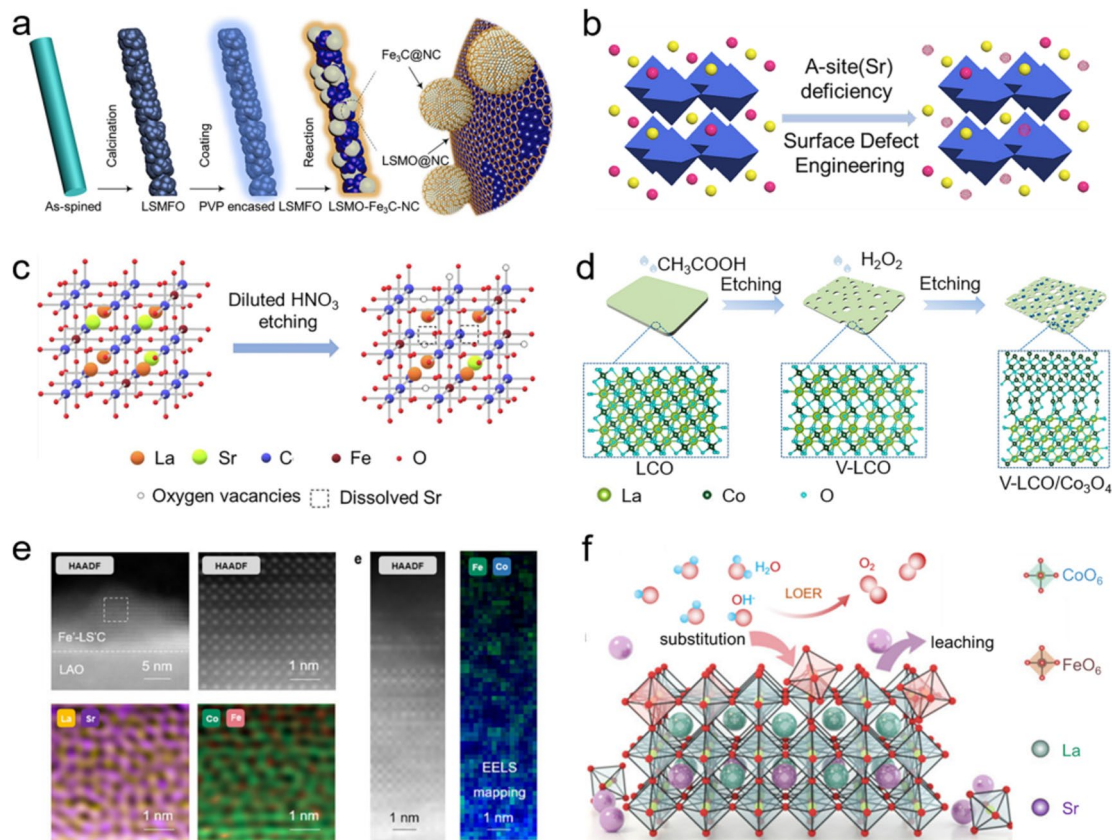 a
Calcination
Coating
Reaction
Fe₃C@NC
LSMO@NC
As-spined
LSMFO
PVP encased LSMFO
LSMO-Fe₃C-NC
b
A-site(Sr)
deficiency
Surface Defect
Engineering
c
Diluted HNO₃
etching
La
Sr
C
Fe
O
Oxygen vacancies
Dissolved Sr
d
CH₃COOH
Etching
H₂O₂
Etching
LCO
V-LCO
V-LCO/Co₃O₄
La
Co
O
e
HAADF
Fe'-LS'C
LAO
5 nm
HAADF
1 nm
La
Sr
1 nm
Co
Fe
1 nm
e
HAADF
1 nm
Fe
Co
EELS
mapping
f
H₂O
OH⁻
LOER
O₂
substitution
leaching
CoO₆
FeO₆
La
Sr